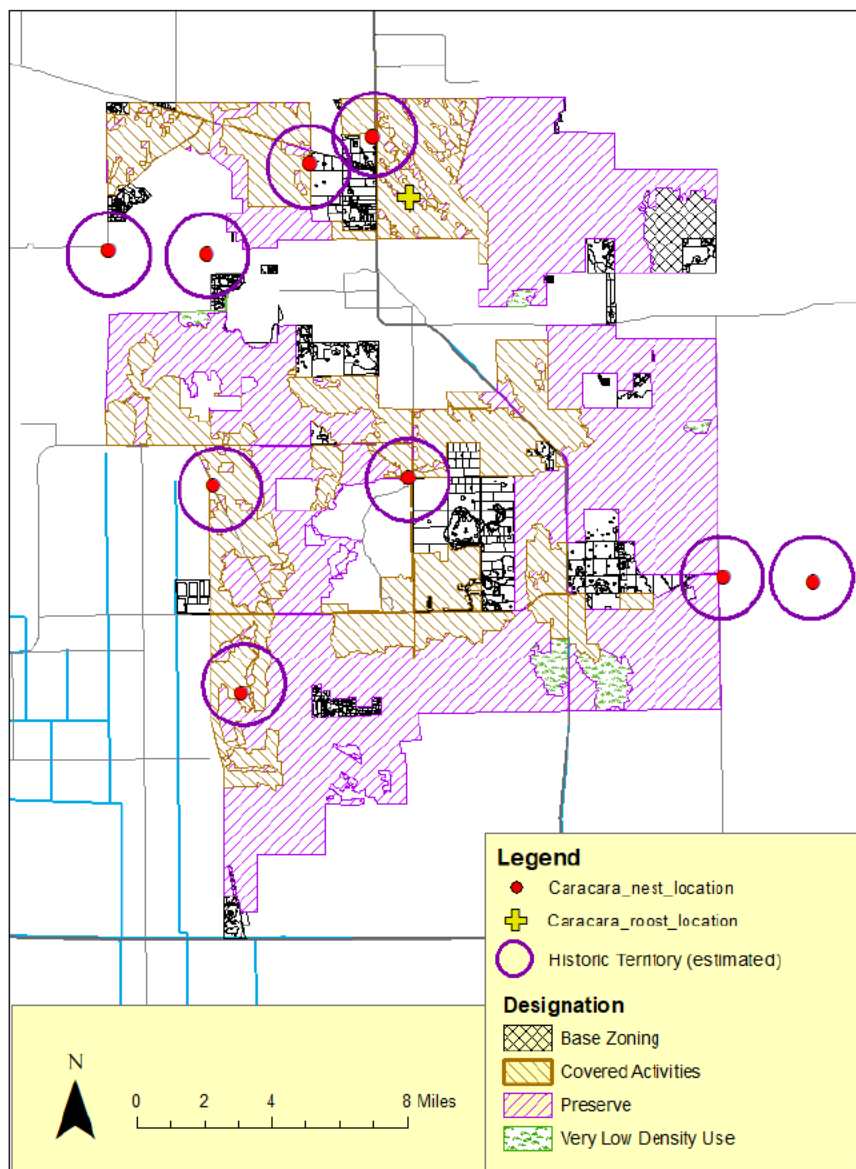 Legend
Caracara_nest_location
Caracara_roost_location
Historic Territory (estimated)
Designation
Base Zoning
Covered Activities
Preserve
Very Low Density Use
N
0 2 4 8 Miles